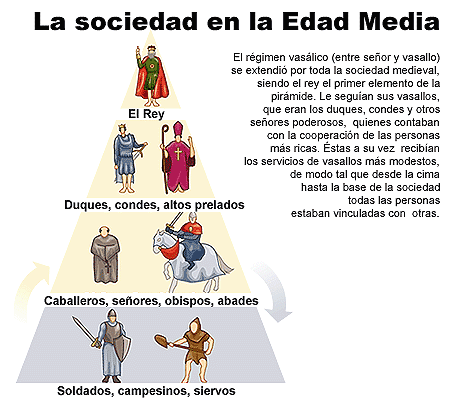 La sociedad en la Edad Media
El régimen vasálico (entre señor y vasallo)
se extendió por toda la sociedad medieval,
siendo el rey el primer elemento de la
pirámide. Le seguían sus vasallos,
que eran los duques, condes y otros
señores poderosos, quienes contaban
con la cooperación de las personas
más ricas. Éstas a su vez recibían
los servicios de vasallos más modestos,
de modo tal que desde la cima
hasta la base de la sociedad
todas las personas
estaban vinculadas con otras.
El Rey
Duques, condes, altos prelados
Caballeros, señores, obispos, abades
Soldados, campesinos, siervos